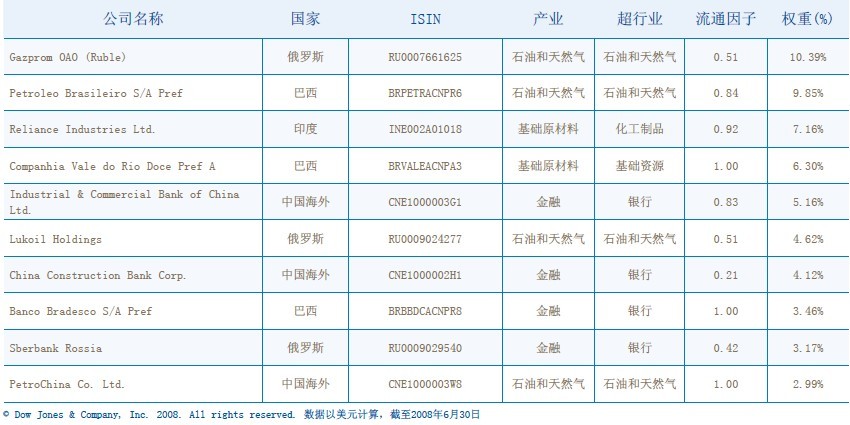 公司名称 国家 ISIN 产业 超行业 流通因子 权重(%)
Gazprom OAO (Ruble) 俄罗斯 RU0007661625 石油和天然气 石油和天然气 0.51 10.39%
Petroleo Brasileiro S/A Pref 巴西 BRPETRACNPR6 石油和天然气 石油和天然气 0.84 9.85%
Reliance Industries Ltd. 印度 INE002A01018 基础原材料 化工制品 0.92 7.16%
Companhia Vale do Rio Doce Pref A 巴西 BRVALEACNPA3 基础原材料 基础资源 1.00 6.30%
Industrial & Commercial Bank of China
Ltd. 中国海外 CNE1000003G1 金融 银行 0.83 5.16%
Lukoil Holdings 俄罗斯 RU0009024277 石油和天然气 石油和天然气 0.51 4.62%
China Construction Bank Corp. 中国海外 CNE1000002H1 金融 银行 0.21 4.12%
Banco Bradesco S/A Pref 巴西 BRBBDCACNPR8 金融 银行 1.00 3.46%
Sberbank Rossia 俄罗斯 RU0009029540 金融 银行 0.42 3.17%
PetroChina Co. Ltd. 中国海外 CNE1000003W8 石油和天然气 石油和天然气 1.00 2.99%
© Dow Jones & Company, Inc. 2008. All rights reserved. 数据以美元计算，截至2008年6月30日